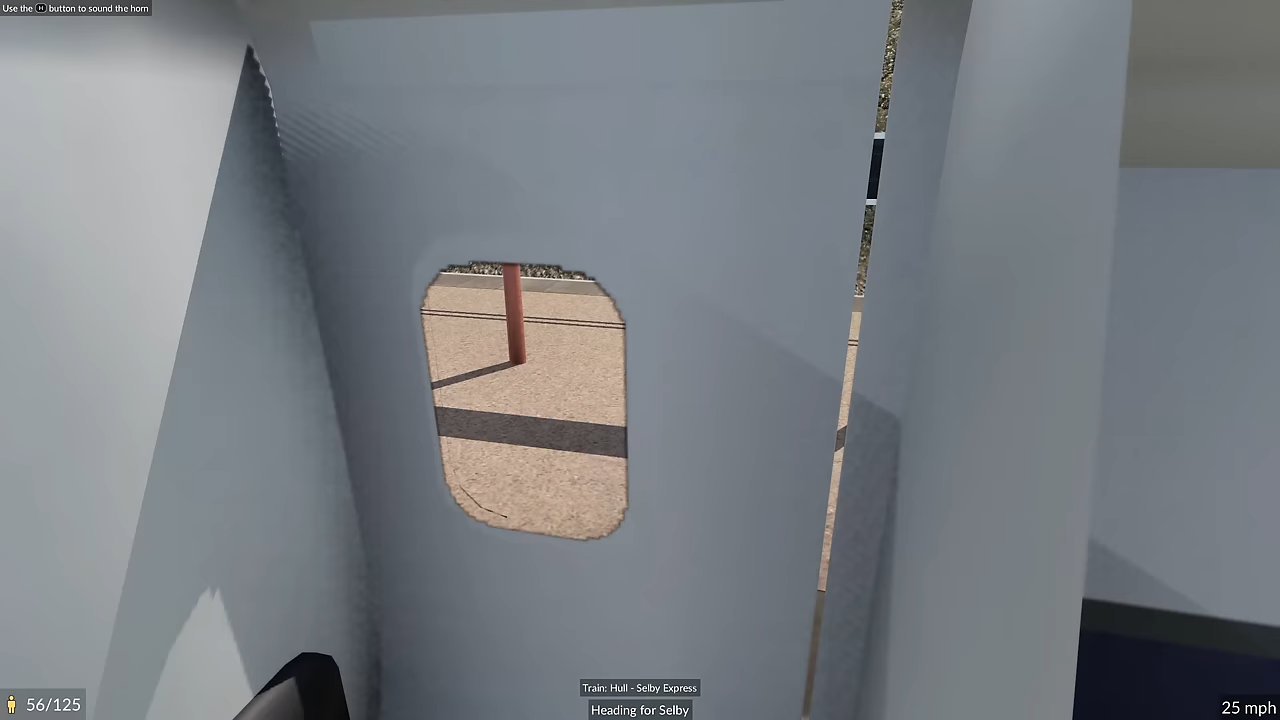 Use the H button to sound the horn
Train: Hull - Selby Express
Heading for Selby
56/125
25 mph